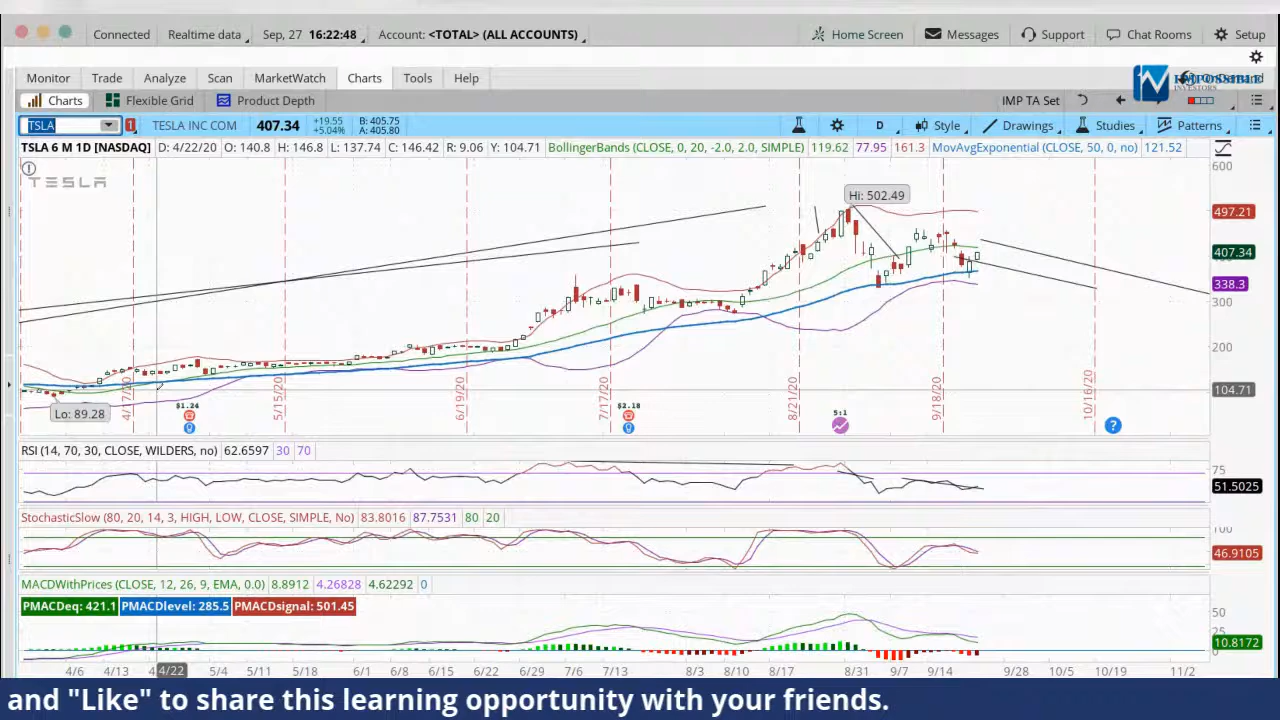 Connected Realtime data Sep, 27 16:22:48 Account: <TOTAL> (ALL ACCOUNTS) Home Screen Messages Support Chat Rooms Setup
Monitor Trade Analyze Scan MarketWatch Charts Tools Help
IMPOSSIBLE
INVESTORS
Charts Flexible Grid Product Depth IMP TA Set
TSLA 1 TESLA INC COM 407.34 +19.55 +5.04% B: 405.75 A: 405.80 D Style Drawings Studies Patterns
TSLA 6 M 1D [NASDAQ] D: 4/22/20 O: 140.8 H: 146.8 L: 137.74 C: 146.42 R: 9.06 Y: 104.71 BollingerBands (CLOSE, 0, 20, -2.0, 2.0, SIMPLE) 119.62 77.95 161.3 MovAvgExponential (CLOSE, 50, 0, no) 121.52
600
TESLA
Hi: 502.49
497.21
407.34
338.3
300
200
104.71
4/17/20 5/15/20 6/19/20 7/17/20 8/21/20 9/18/20 10/16/20
Lo: 89.28
$1.24 $2.18 5:1
?
RSI (14, 70, 30, CLOSE, WILDERS, no) 62.6597 30 70
75
51.5025
StochasticSlow (80, 20, 14, 3, HIGH, LOW, CLOSE, SIMPLE, No) 83.8016 87.7531 80 20
100
46.9105
MACDWithPrices (CLOSE, 12, 26, 9, EMA, 0.0) 8.8912 4.26828 4.62292 0
PMACDeq: 421.1 PMACDlevel: 285.5 PMACDsignal: 501.45
50
25
10.8172
0
4/6 4/13 4/22 5/4 5/11 5/18 6/1 6/8 6/15 6/22 7/6 7/13 8/3 8/10 8/17 8/31 9/7 9/14 9/28 10/5 10/19 11/2
and "Like" to share this learning opportunity with your friends.